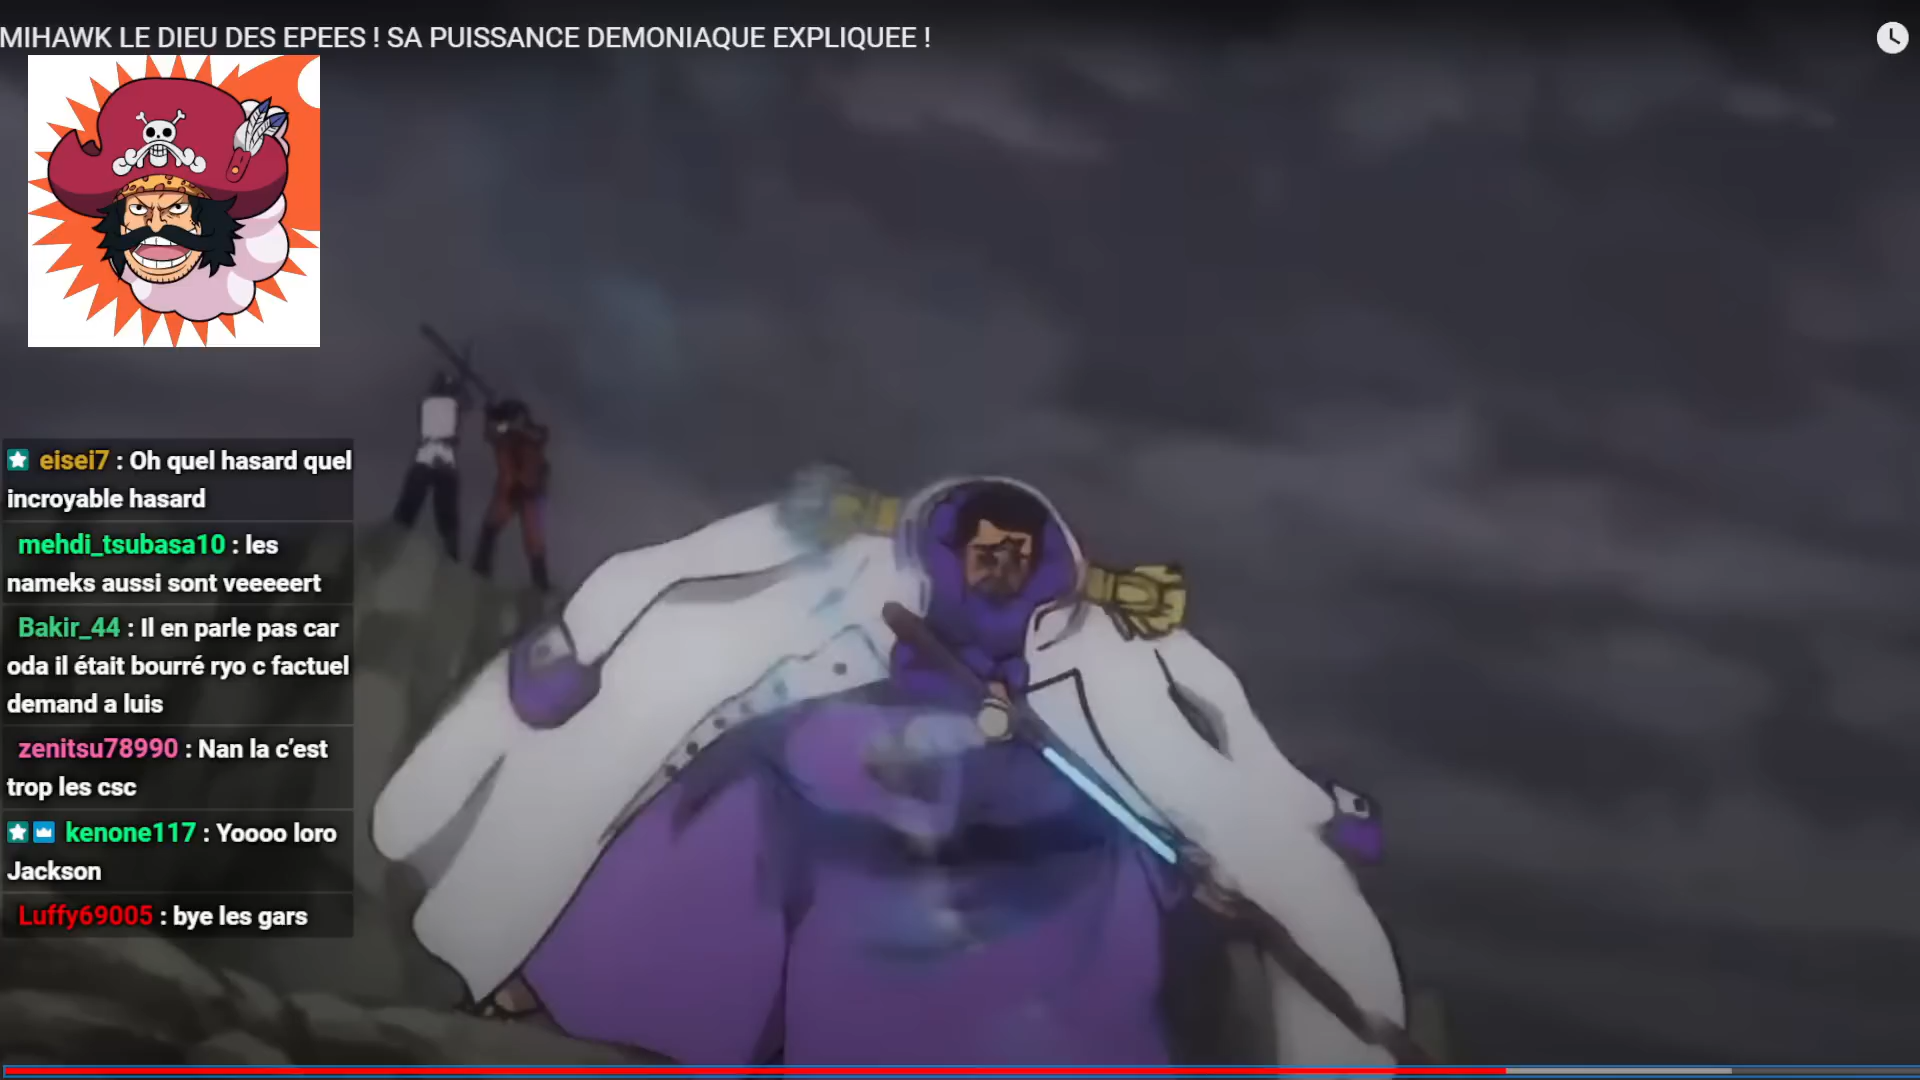 MIHAWK LE DIEU DES EPEES ! SA PUISSANCE DEMONIAQUE EXPLIQUEE !
eisei7 : Oh quel hasard quel
incroyable hasard
mehdi_tsubasa10 : les
nameks aussi sont veeeeert
Bakir_44 : Il en parle pas car
oda il était bourré ryo c factuel
demand a luis
zenitsu78990 : Nan la c’est
trop les csc
kenone117 : Yoooo loro
Jackson
Luffy69005 : bye les gars